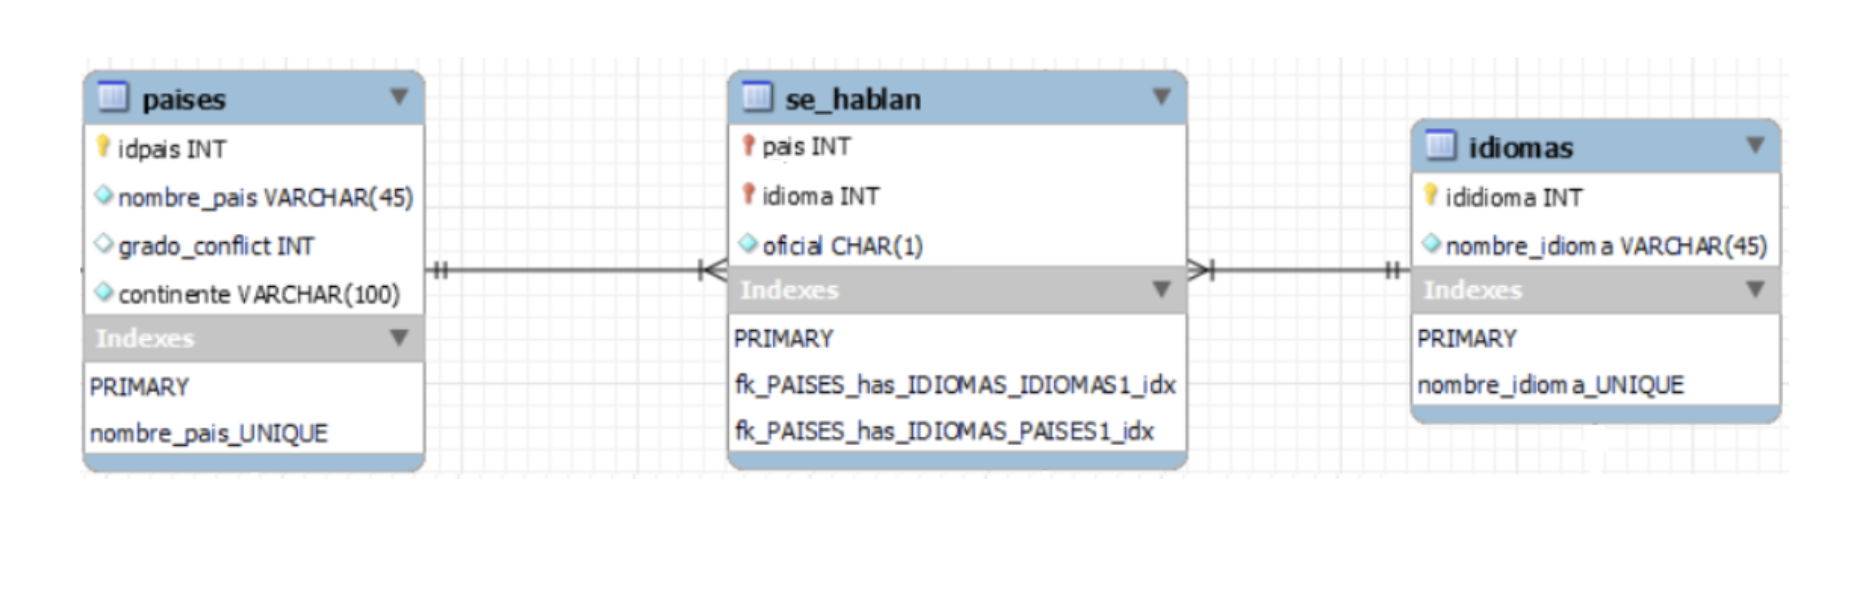 paises
idpais INT
nombre_pais VARCHAR(45)
grado_conflict INT
continente VARCHAR(100)
Indexes
PRIMARY
nombre_pais_UNIQUE
se_hablan
pais INT
idioma INT
oficial CHAR(1)
Indexes
PRIMARY
fk_PAISES_has_IDIOMAS_IDIOMAS1_idx
fk_PAISES_has_IDIOMAS_PAISES1_idx
idiomas
ididioma INT
nombre_idioma VARCHAR(45)
Indexes
PRIMARY
nombre_idioma_UNIQUE